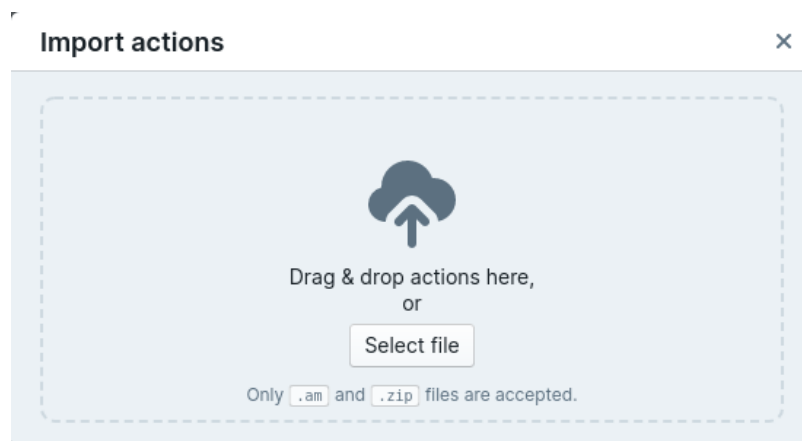 Import actions
Drag & drop actions here,
or
Select file
Only .am and .zip files are accepted.